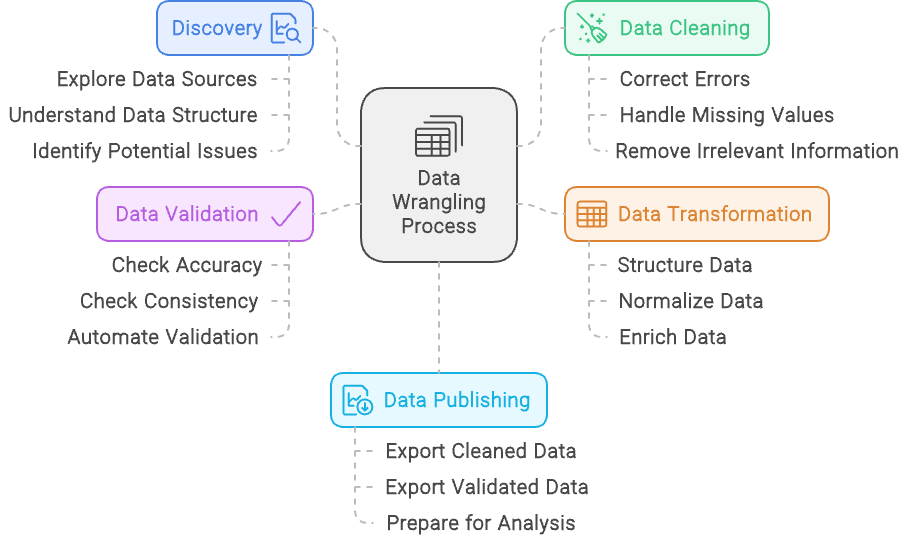 Discovery
Explore Data Sources
Understand Data Structure
Identify Potential Issues
Data Cleaning
Correct Errors
Handle Missing Values
Remove Irrelevant Information
Data
Wrangling
Process
Data Validation
Check Accuracy
Check Consistency
Automate Validation
Data Transformation
Structure Data
Normalize Data
Enrich Data
Data Publishing
Export Cleaned Data
Export Validated Data
Prepare for Analysis